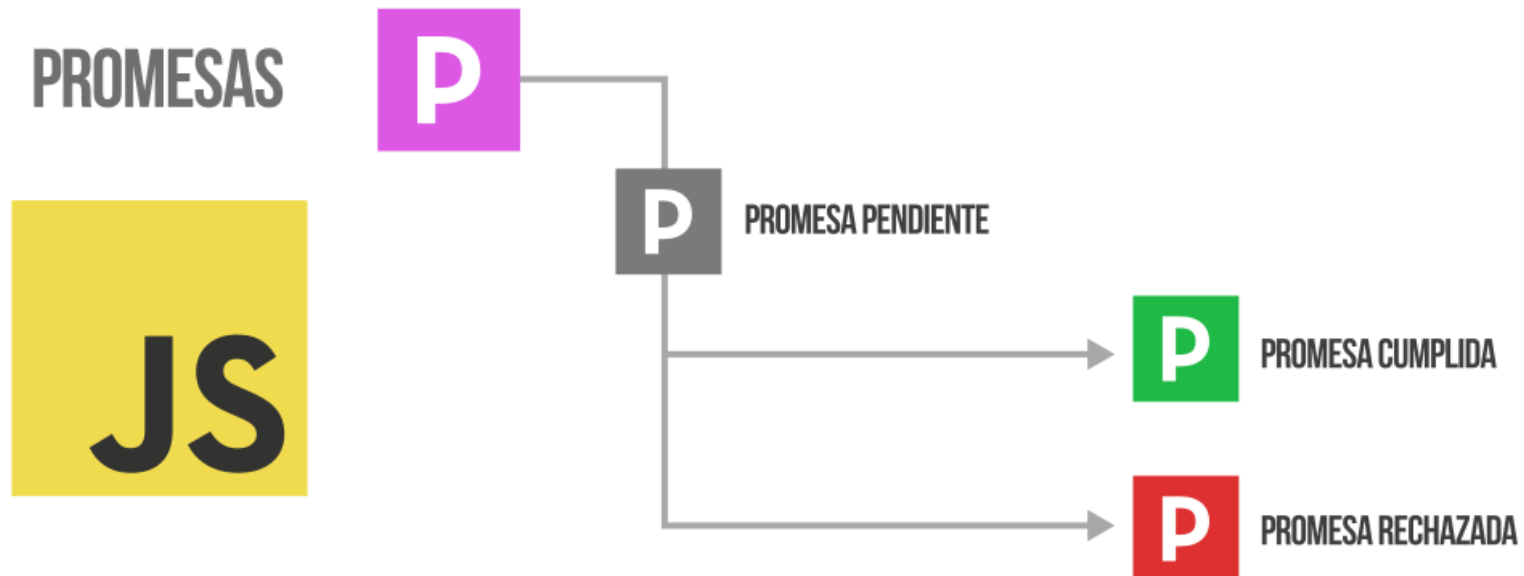 PROMESAS
P
P
PROMESA PENDIENTE
JS
P
PROMESA CUMPLIDA
P
PROMESA RECHAZADA